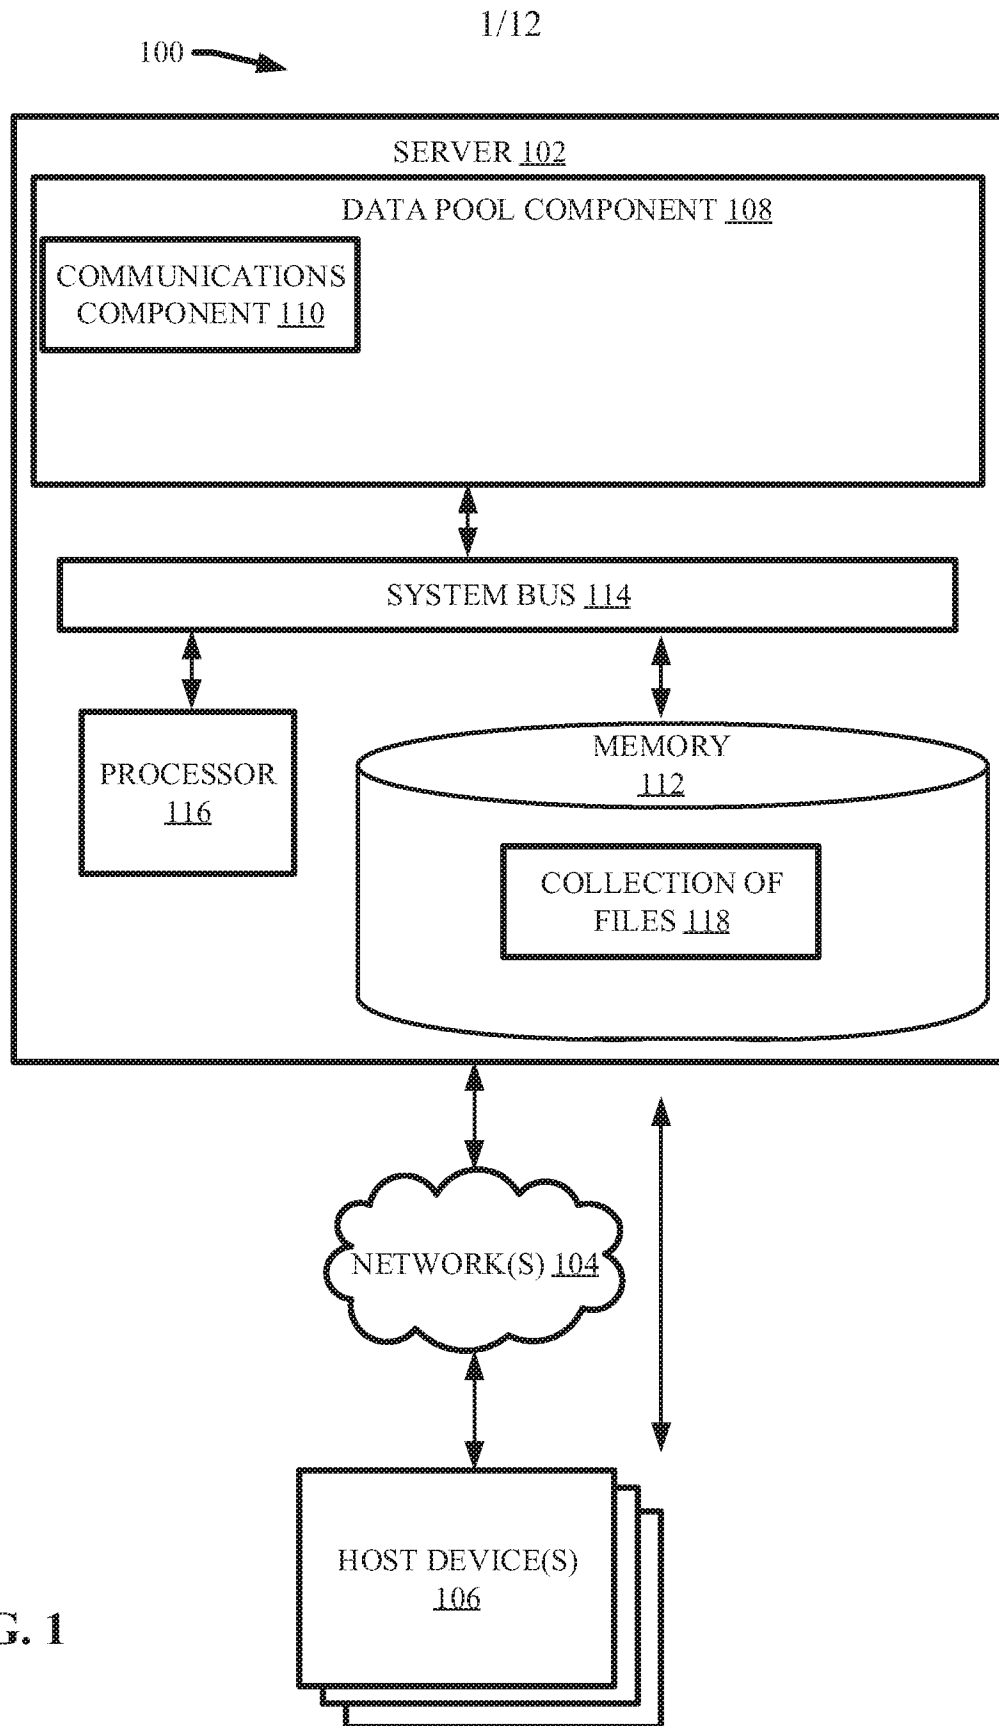 1/12
100
SERVER 102
DATA POOL COMPONENT 108
COMMUNICATIONS
COMPONENT 110
SYSTEM BUS 114
PROCESSOR
116
MEMORY
112
COLLECTION OF
FILES 118
NETWORK(S) 104
HOST DEVICE(S)
106
G. 1